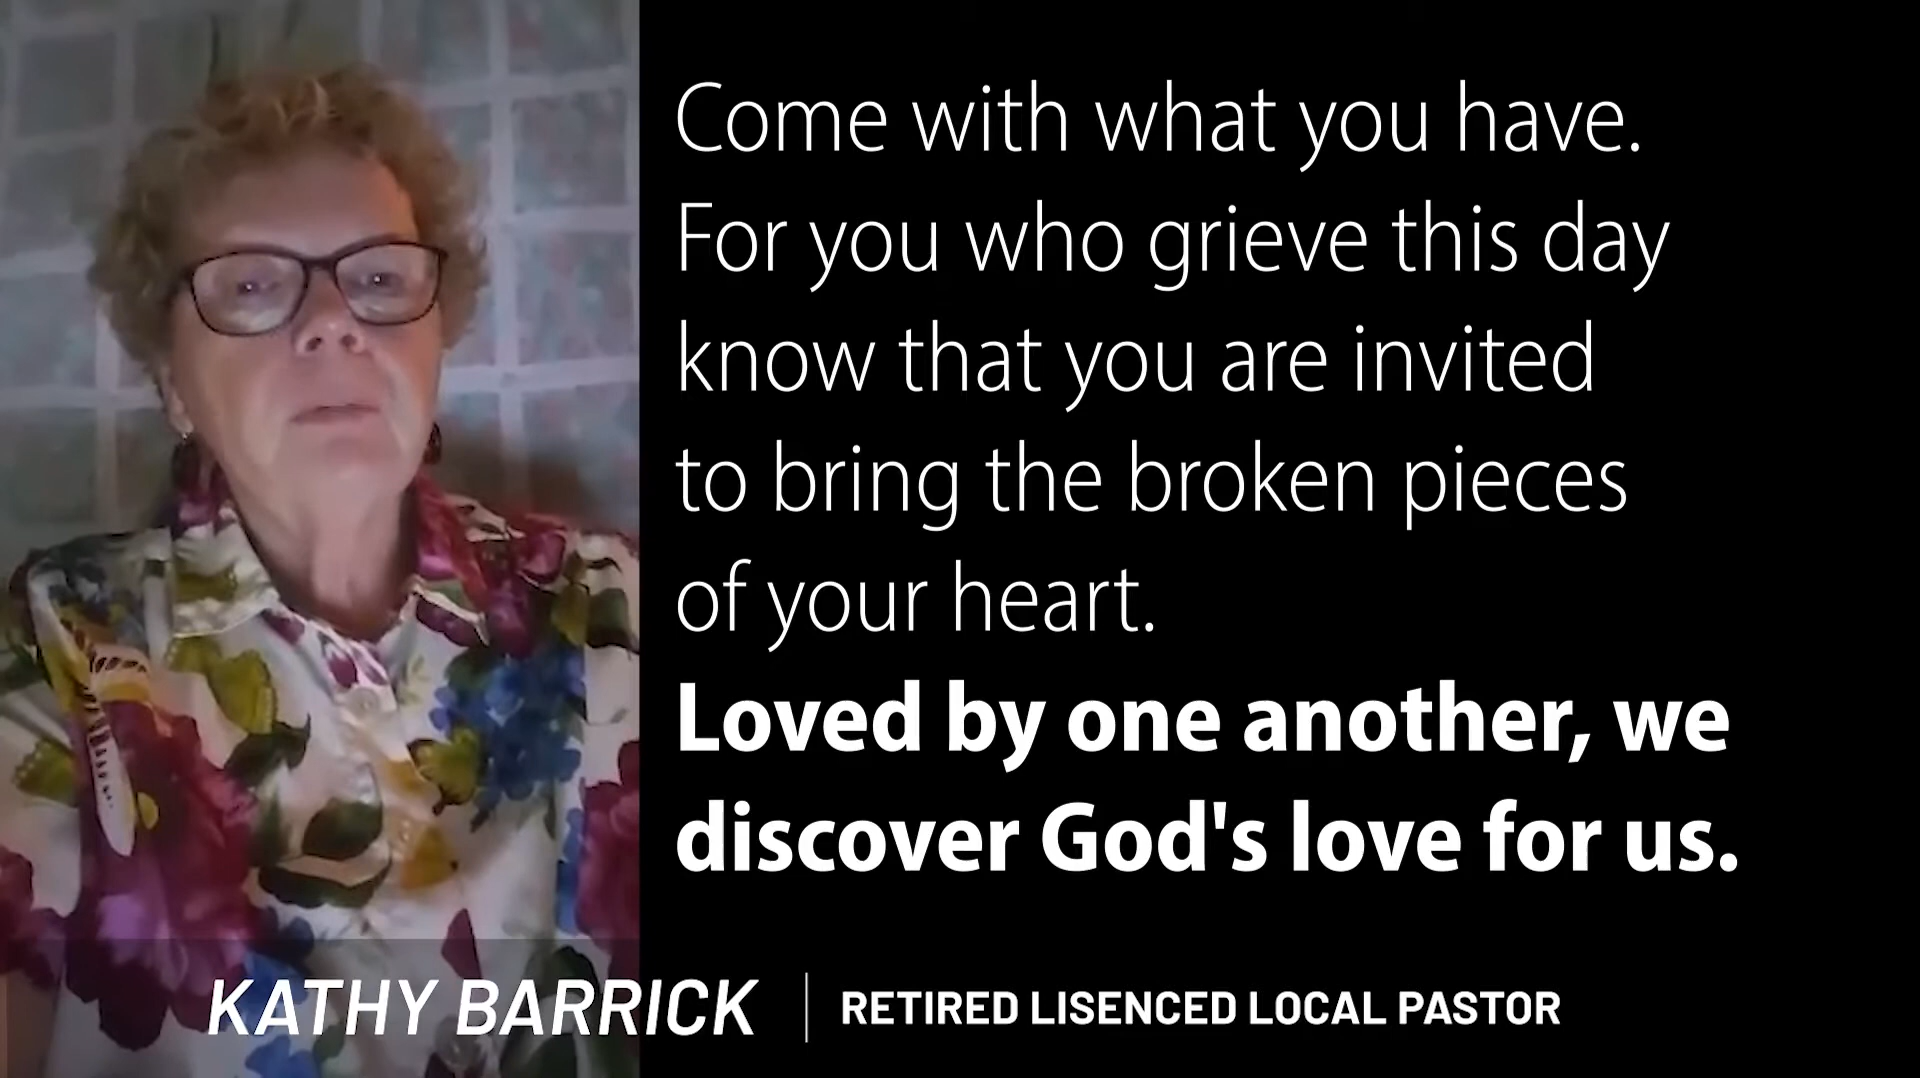 Come with what you have.
For you who grieve this day
know that you are invited
to bring the broken pieces
of your heart.
Loved by one another, we
discover God's love for us.
KATHY BARRICK
RETIRED LISENCED LOCAL PASTOR